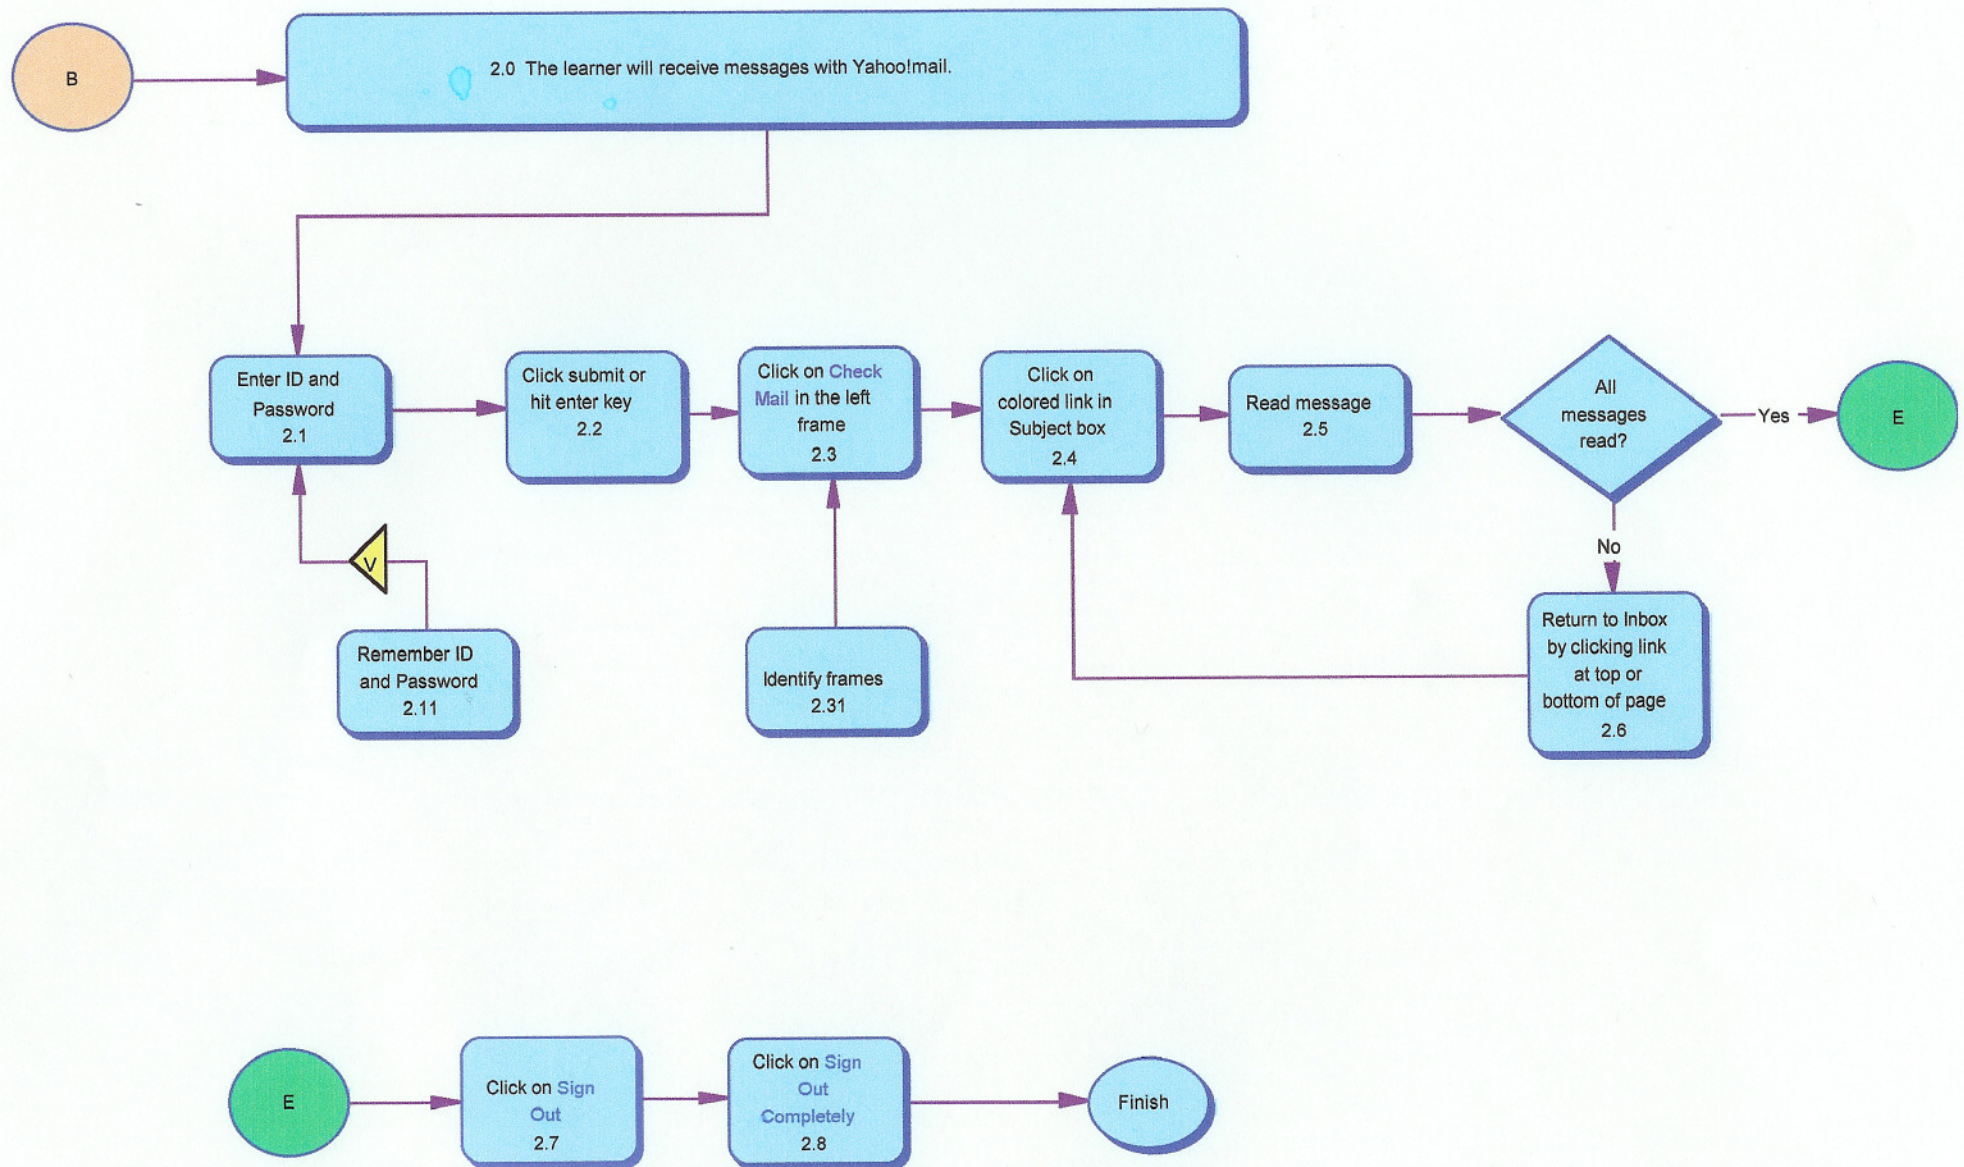 B
2.0 The learner will receive messages with Yahoo!mail.
Enter ID and
Password
2.1
Click submit or
hit enter key
2.2
Click on Check
Mail in the left
frame
2.3
Click on
colored link in
Subject box
2.4
Read message
2.5
All
messages
read?
Yes
E
No
V
Remember ID
and Password
2.11
Identify frames
2.31
Return to Inbox
by clicking link
at top or
bottom of page
2.6
E
Click on Sign
Out
2.7
Click on Sign
Out
Completely
2.8
Finish